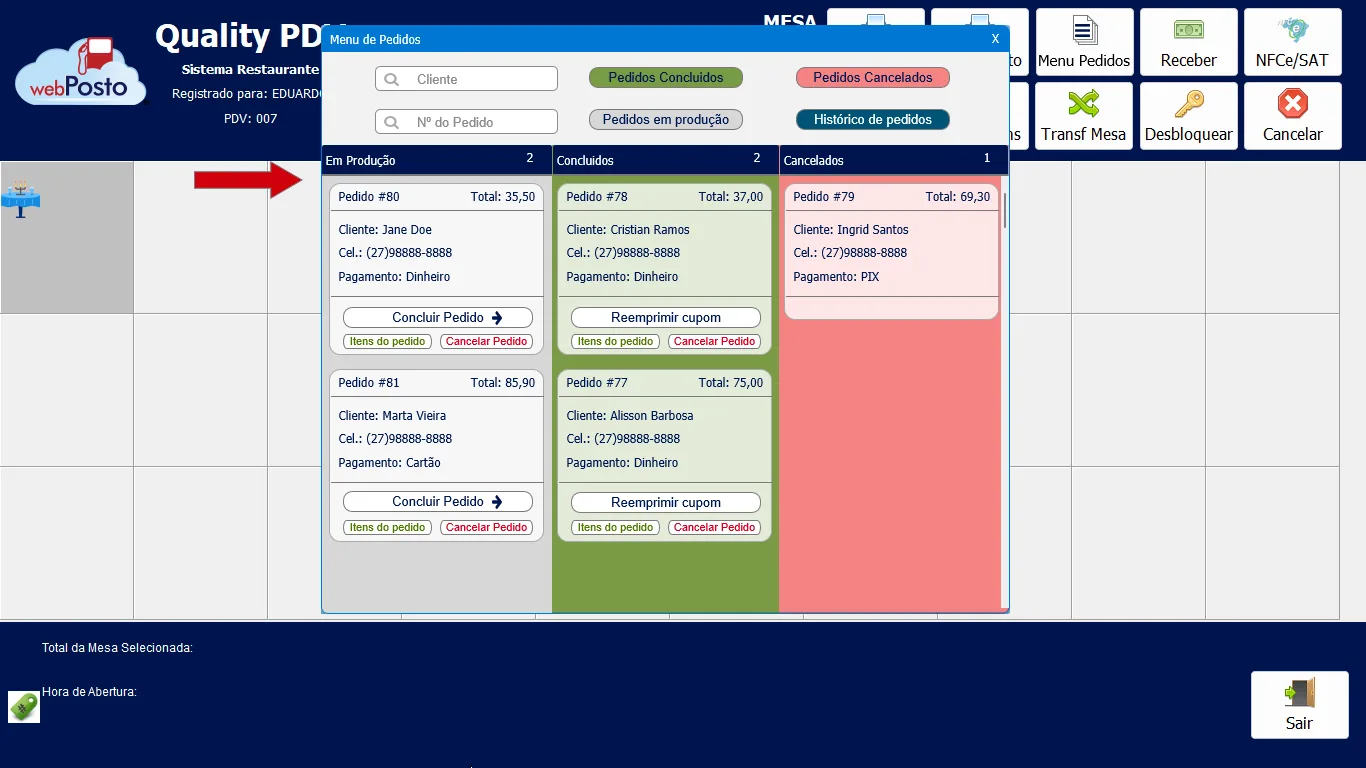 Quality PDV
Sistema Restaurante
Registrado para: EDUARDO
PDV: 007
webPosto
MESA
Menu Pedidos
Receber
NFCe/SAT
Transf Mesa
Desbloquear
Cancelar
Menu de Pedidos
X
Cliente
Pedidos Concluidos
Pedidos Cancelados
Nº do Pedido
Pedidos em produção
Histórico de pedidos
Em Produção 2
Concluidos 2
Cancelados 1
Pedido #80 Total: 35,50
Cliente: Jane Doe
Cel.: (27)98888-8888
Pagamento: Dinheiro
Concluir Pedido
Itens do pedido Cancelar Pedido
Pedido #81 Total: 85,90
Cliente: Marta Vieira
Cel.: (27)98888-8888
Pagamento: Cartão
Concluir Pedido
Itens do pedido Cancelar Pedido
Pedido #78 Total: 37,00
Cliente: Cristian Ramos
Cel.: (27)98888-8888
Pagamento: Dinheiro
Reemprimir cupom
Itens do pedido Cancelar Pedido
Pedido #77 Total: 75,00
Cliente: Alisson Barbosa
Cel.: (27)98888-8888
Pagamento: Dinheiro
Reemprimir cupom
Itens do pedido Cancelar Pedido
Pedido #79 Total: 69,30
Cliente: Ingrid Santos
Cel.: (27)98888-8888
Pagamento: PIX
Total da Mesa Selecionada:
Hora de Abertura:
Sair